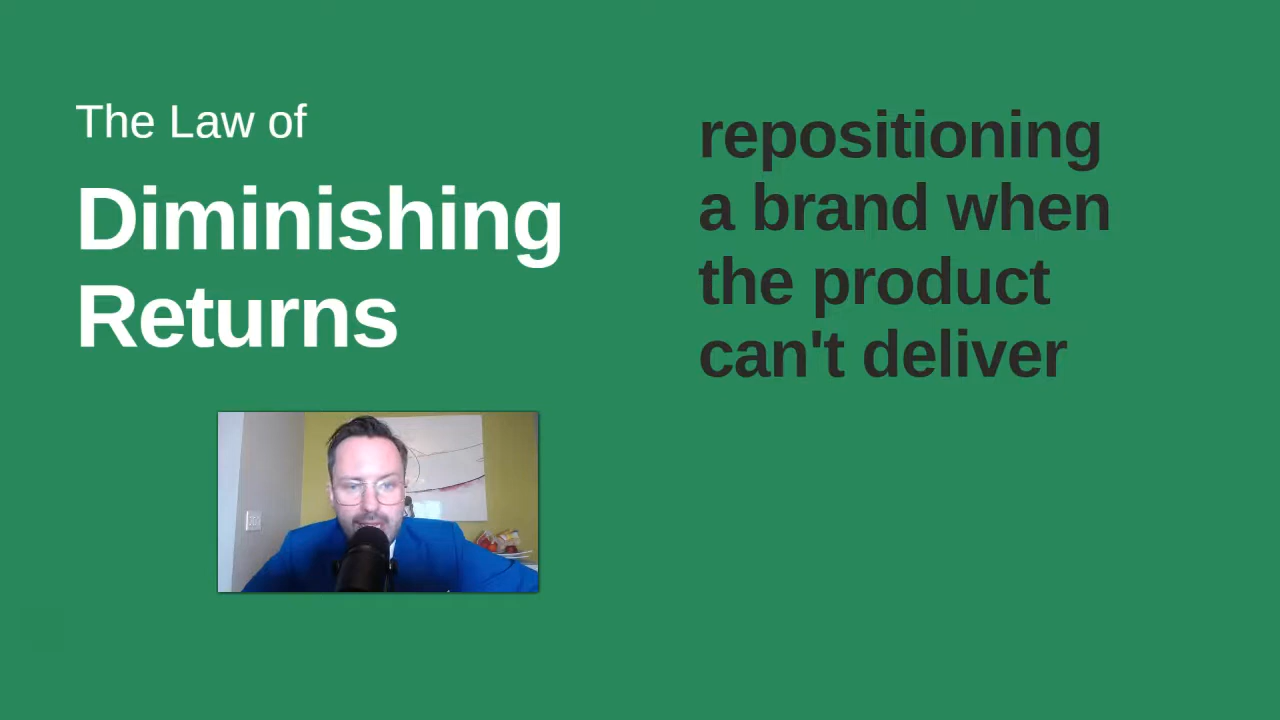 The Law of
Diminishing
Returns
repositioning
a brand when
the product
can't deliver